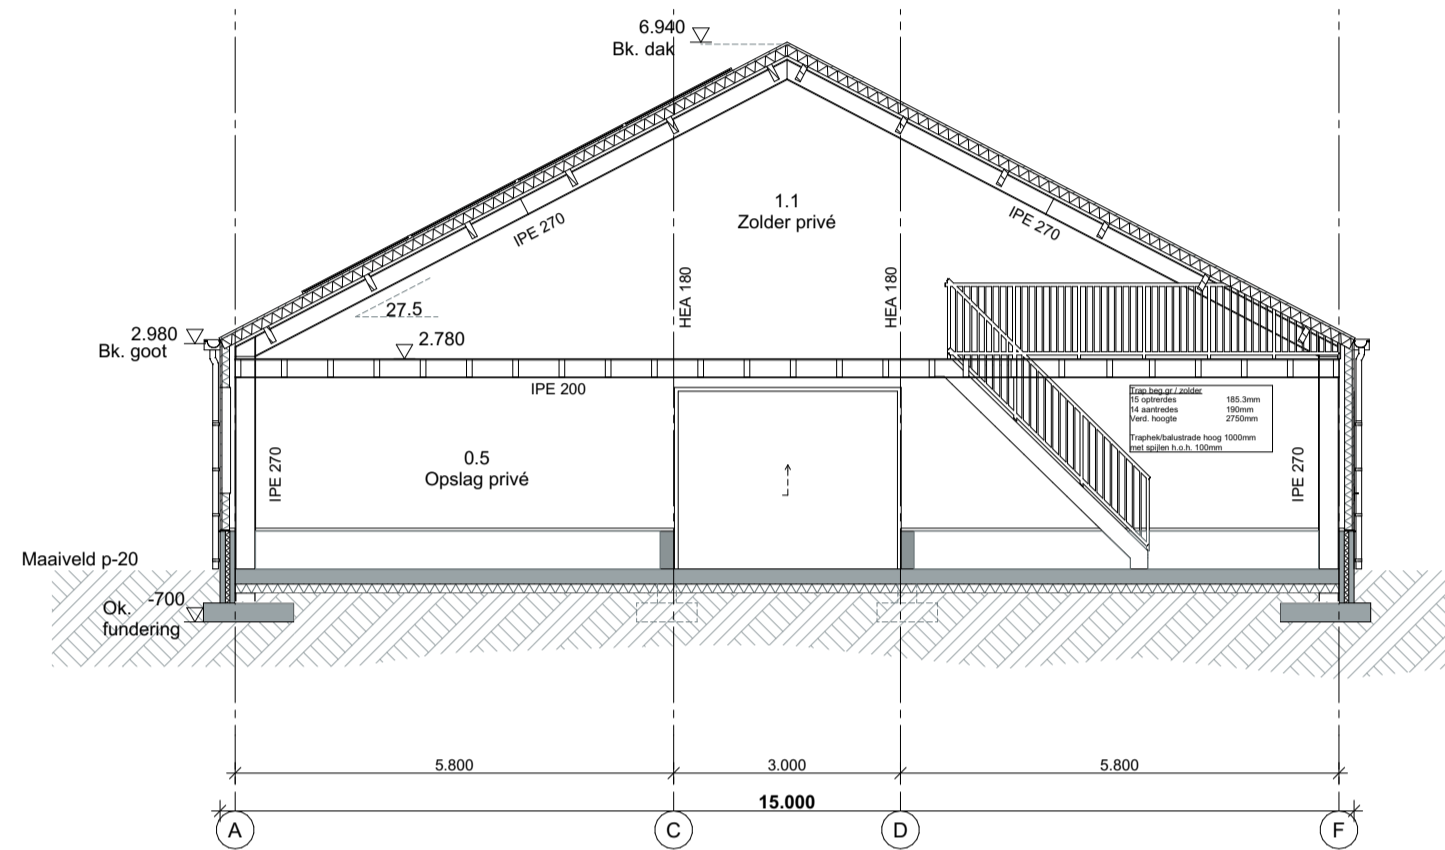 6.940
Bk. dak
1.1
Zolder privé
IPE 270
IPE 270
HEA 180
HEA 180
27.5
2.980
Bk. goot
2.780
IPE 200
Trap beg.gr / zolder
15 optrerdes 185.3mm
14 aantredes 190mm
Verd. hoogte 2750mm
Traphek/balustrade hoog 1000mm
met spijlen h.o.h. 100mm
IPE 270
0.5
Opslag privé
IPE 270
Maaiveld p-20
-700
Ok.
fundering
5.800 3.000 5.800
15.000
A C D F